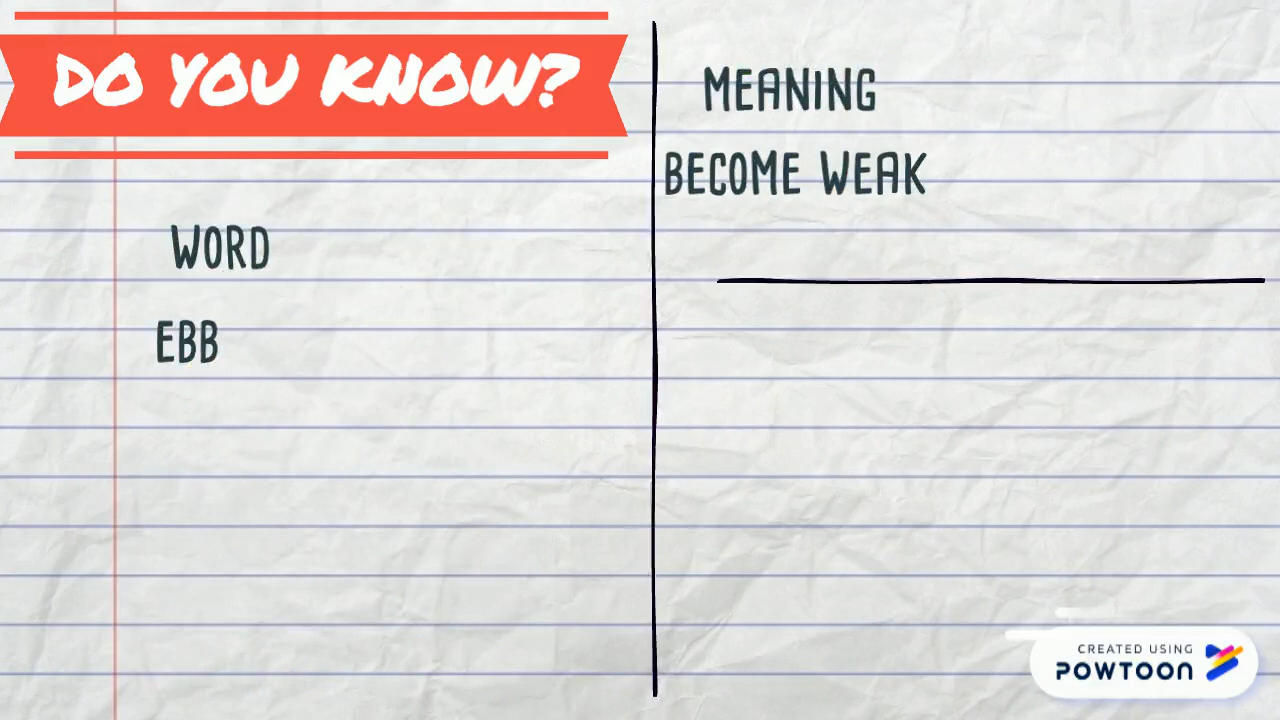 DO YOU KNOW?
WORD
EBB
MEANING
BECOME WEAK
CREATED USING
POWTOON